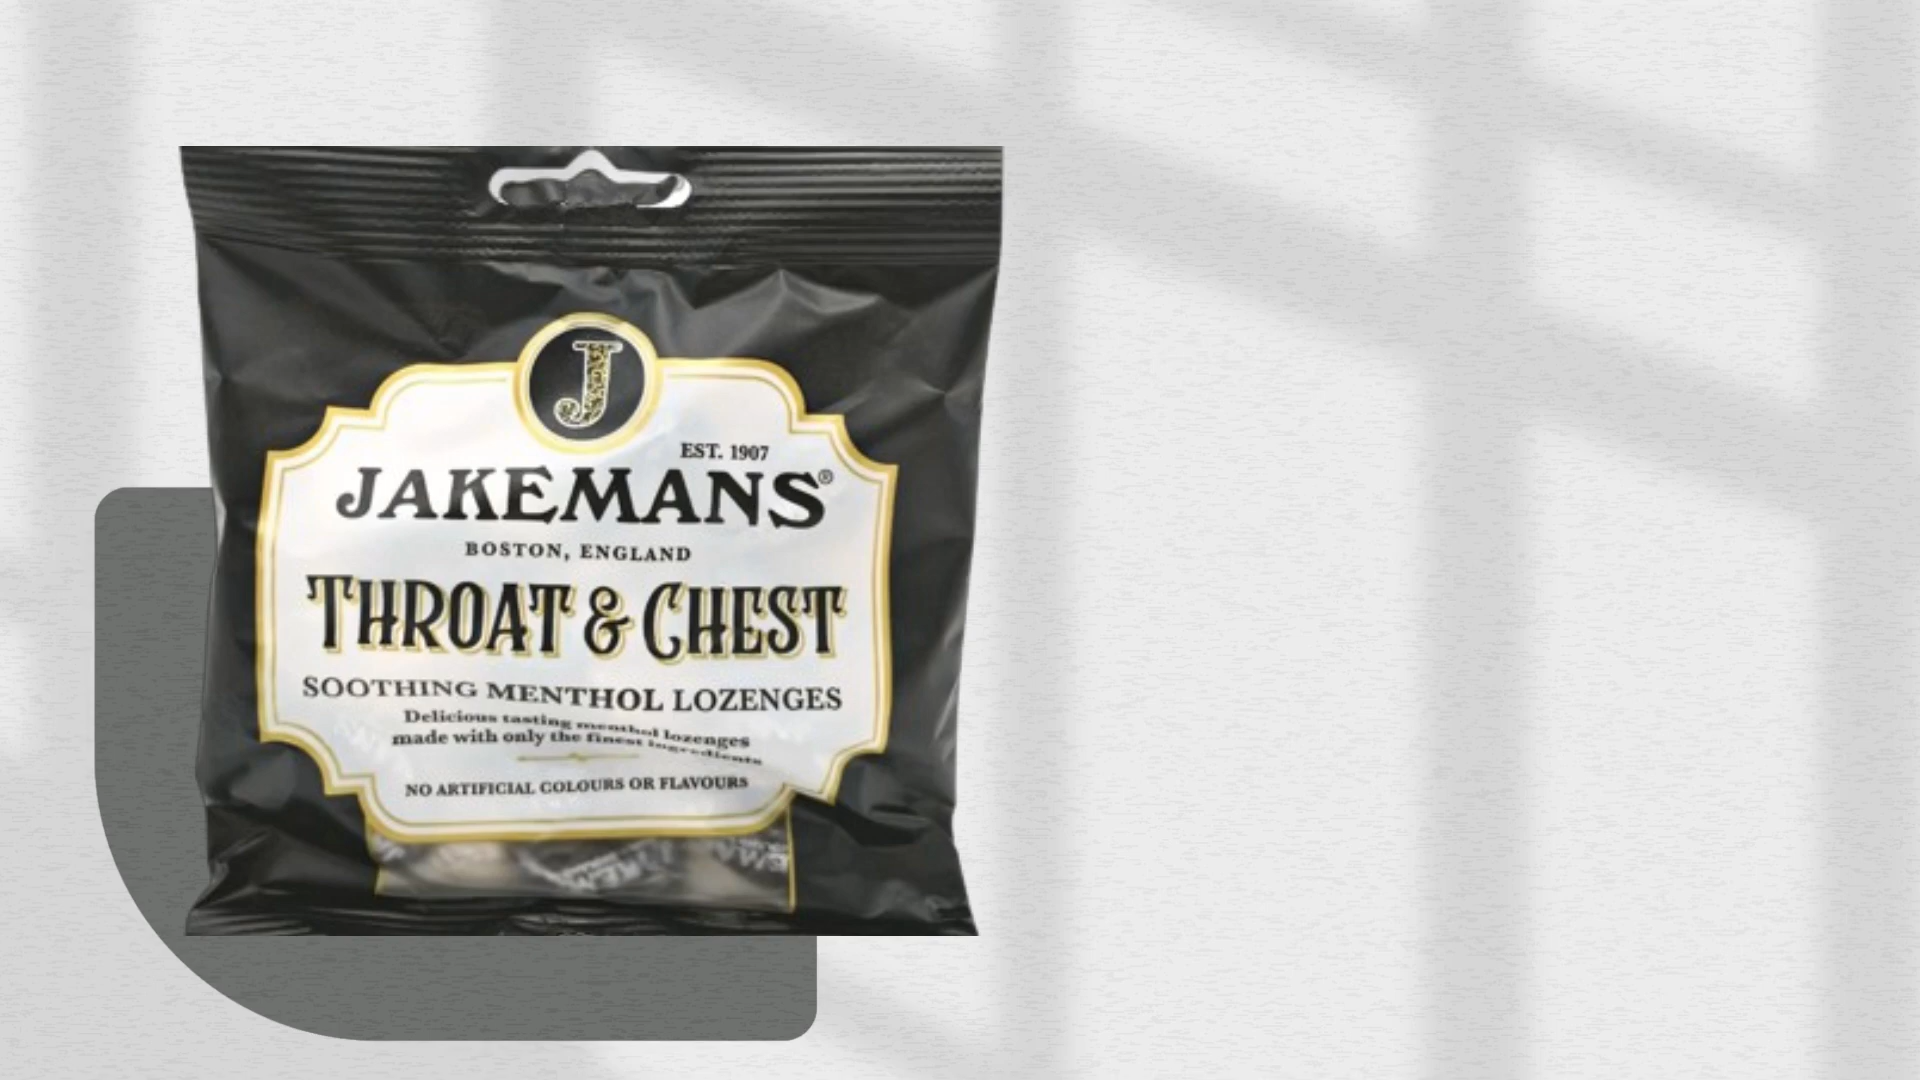 J
EST. 1907
JAKEMANS®
BOSTON, ENGLAND
THROAT & CHEST
SOOTHING MENTHOL LOZENGES
Delicious tasting menthol lozenges
made with only the finest ingredients
NO ARTIFICIAL COLOURS OR FLAVOURS